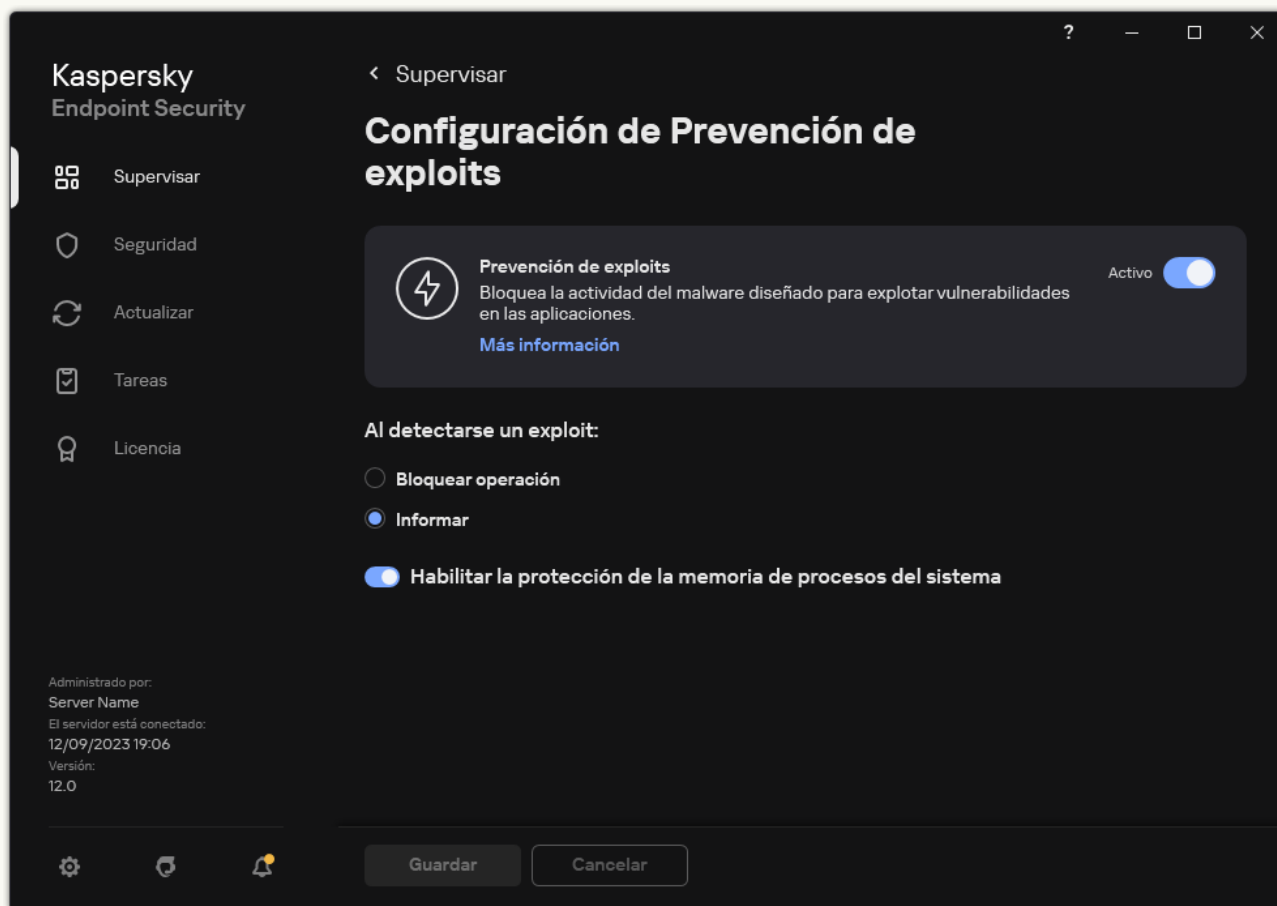 ?
Kaspersky
Endpoint Security
Supervisar
Seguridad
Actualizar
Tareas
Licencia
Administrado por:
Server Name
El servidor está conectado:
12/09/2023 19:06
Versión:
12.0
Supervisar
Configuración de Prevención de
exploits
Prevención de exploits
Activo
Bloquea la actividad del malware diseñado para explotar vulnerabilidades
en las aplicaciones.
Más información
Al detectarse un exploit:
Bloquear operación
Informar
Habilitar la protección de la memoria de procesos del sistema
Guardar
Cancelar